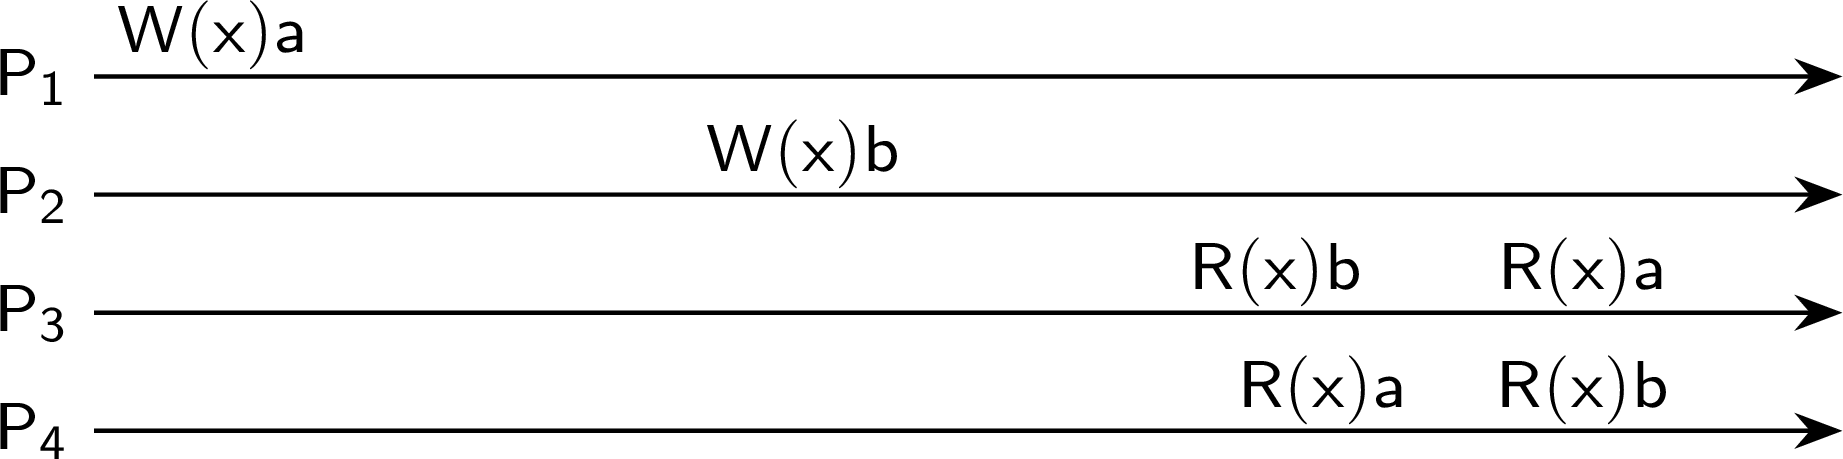 P₁ W(x)a
P₂ W(x)b
P₃ R(x)b R(x)a
P₄ R(x)a R(x)b